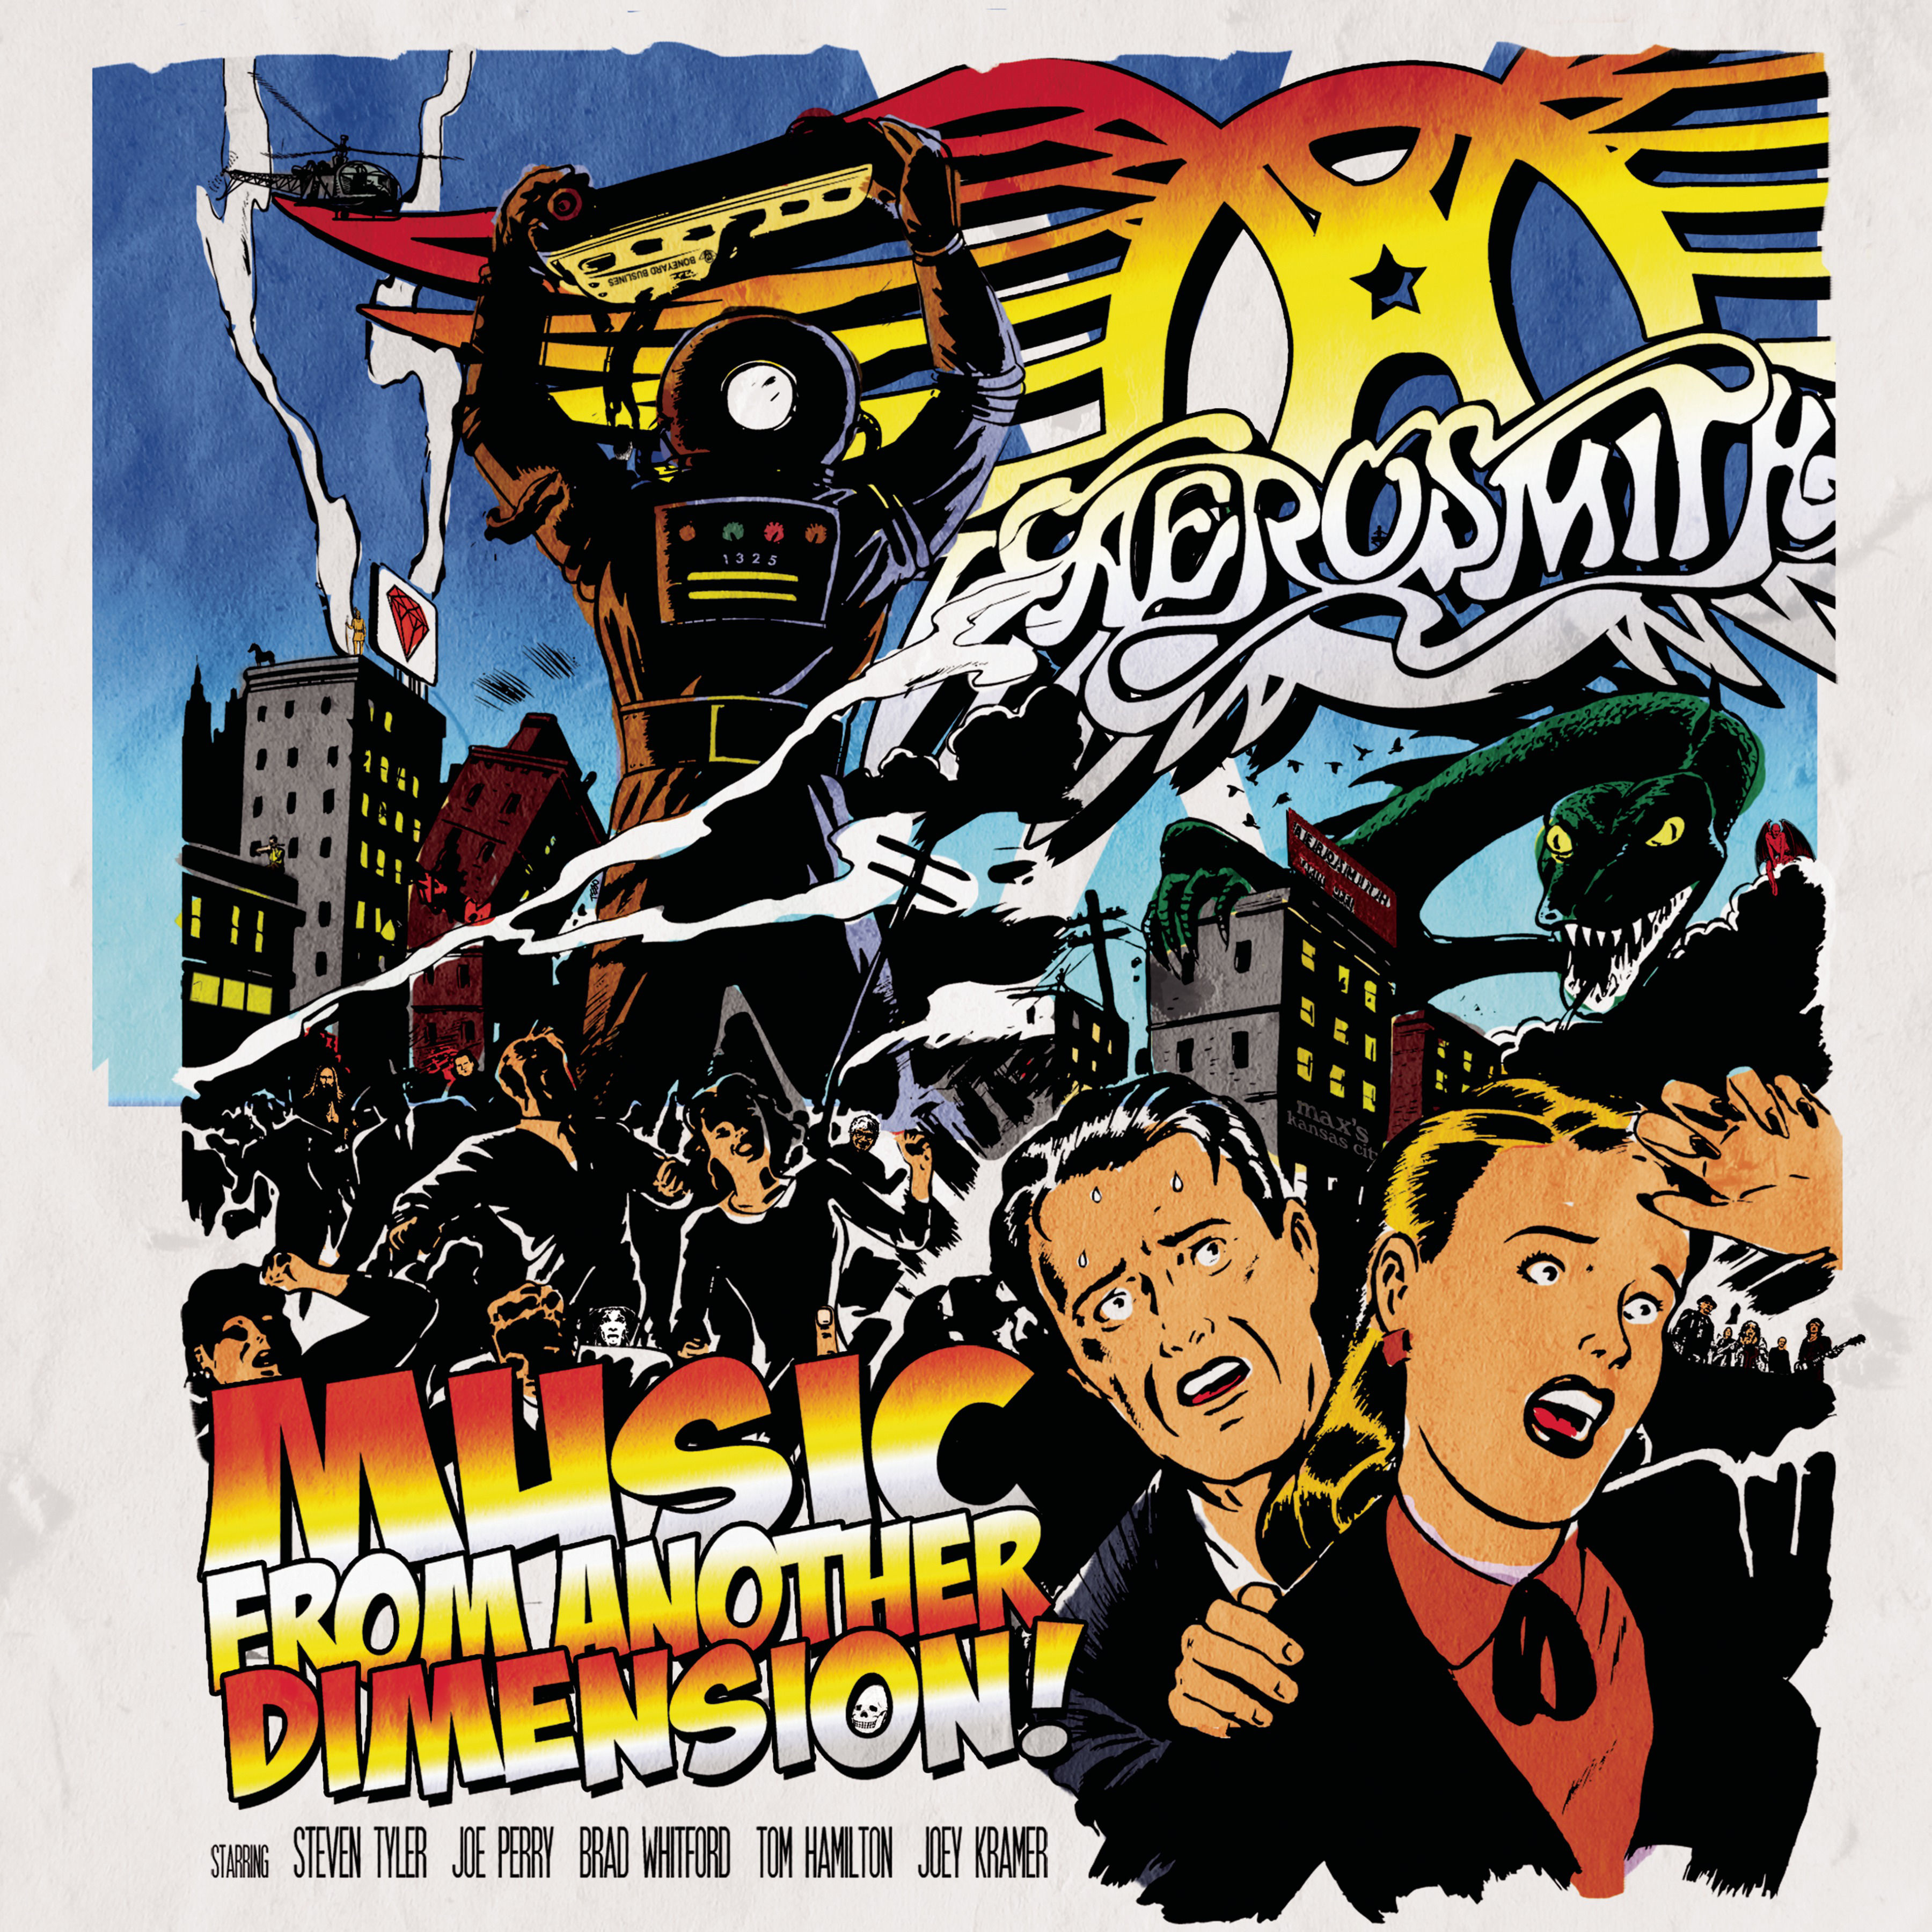 BONEYARD BUSLINES
AEROSMITH
1325
max's
kansas cit
MUSIC
FROM ANOTHER
DIMENSION!
STARRING STEVEN TYLER JOE PERRY BRAD WHITFORD TOM HAMILTON JOEY KRAMER